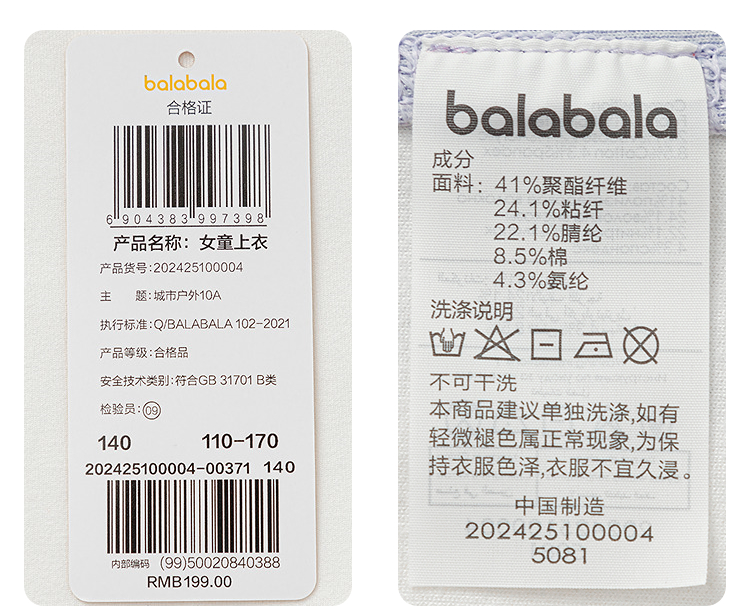 balabala
合格证
6 904383 997398
产品名称：女童上衣
产品货号：202425100004
主 题：城市户外10A
执行标准：Q/BALABALA 102-2021
产品等级：合格品
安全技术类别：符合GB 31701 B类
检验员：09
140 110-170
202425100004-00371 140
内部编码 (99)50020840388
RMB199.00
balabala
成分
面料：41%聚酯纤维
24.1%粘纤
22.1%腈纶
8.5%棉
4.3%氨纶
洗涤说明
不可干洗
本商品建议单独洗涤,如有
轻微褪色属正常现象,为保
持衣服色泽,衣服不宜久浸。
中国制造
202425100004
5081